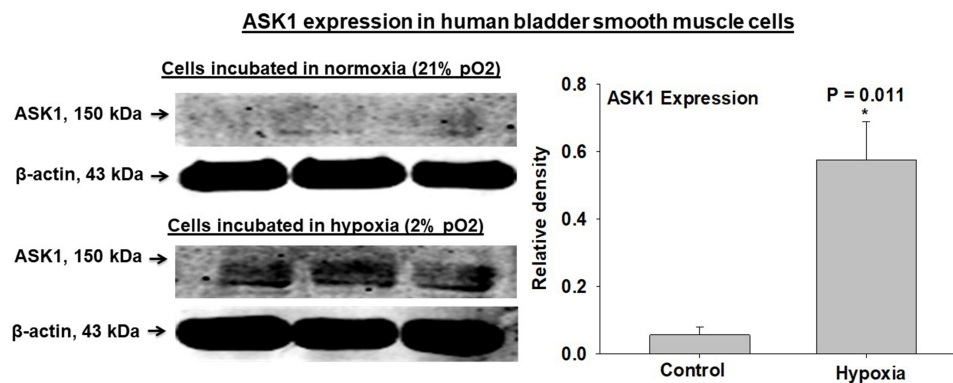 ASK1 expression in human bladder smooth muscle cells
Cells incubated in normoxia (21% pO2)
ASK1, 150 kDa
β-actin, 43 kDa
Cells incubated in hypoxia (2% pO2)
ASK1, 150 kDa
β-actin, 43 kDa
ASK1 Expression
P = 0.011
*
Relative density
0.8
0.6
0.4
0.2
0.0
Control
Hypoxia